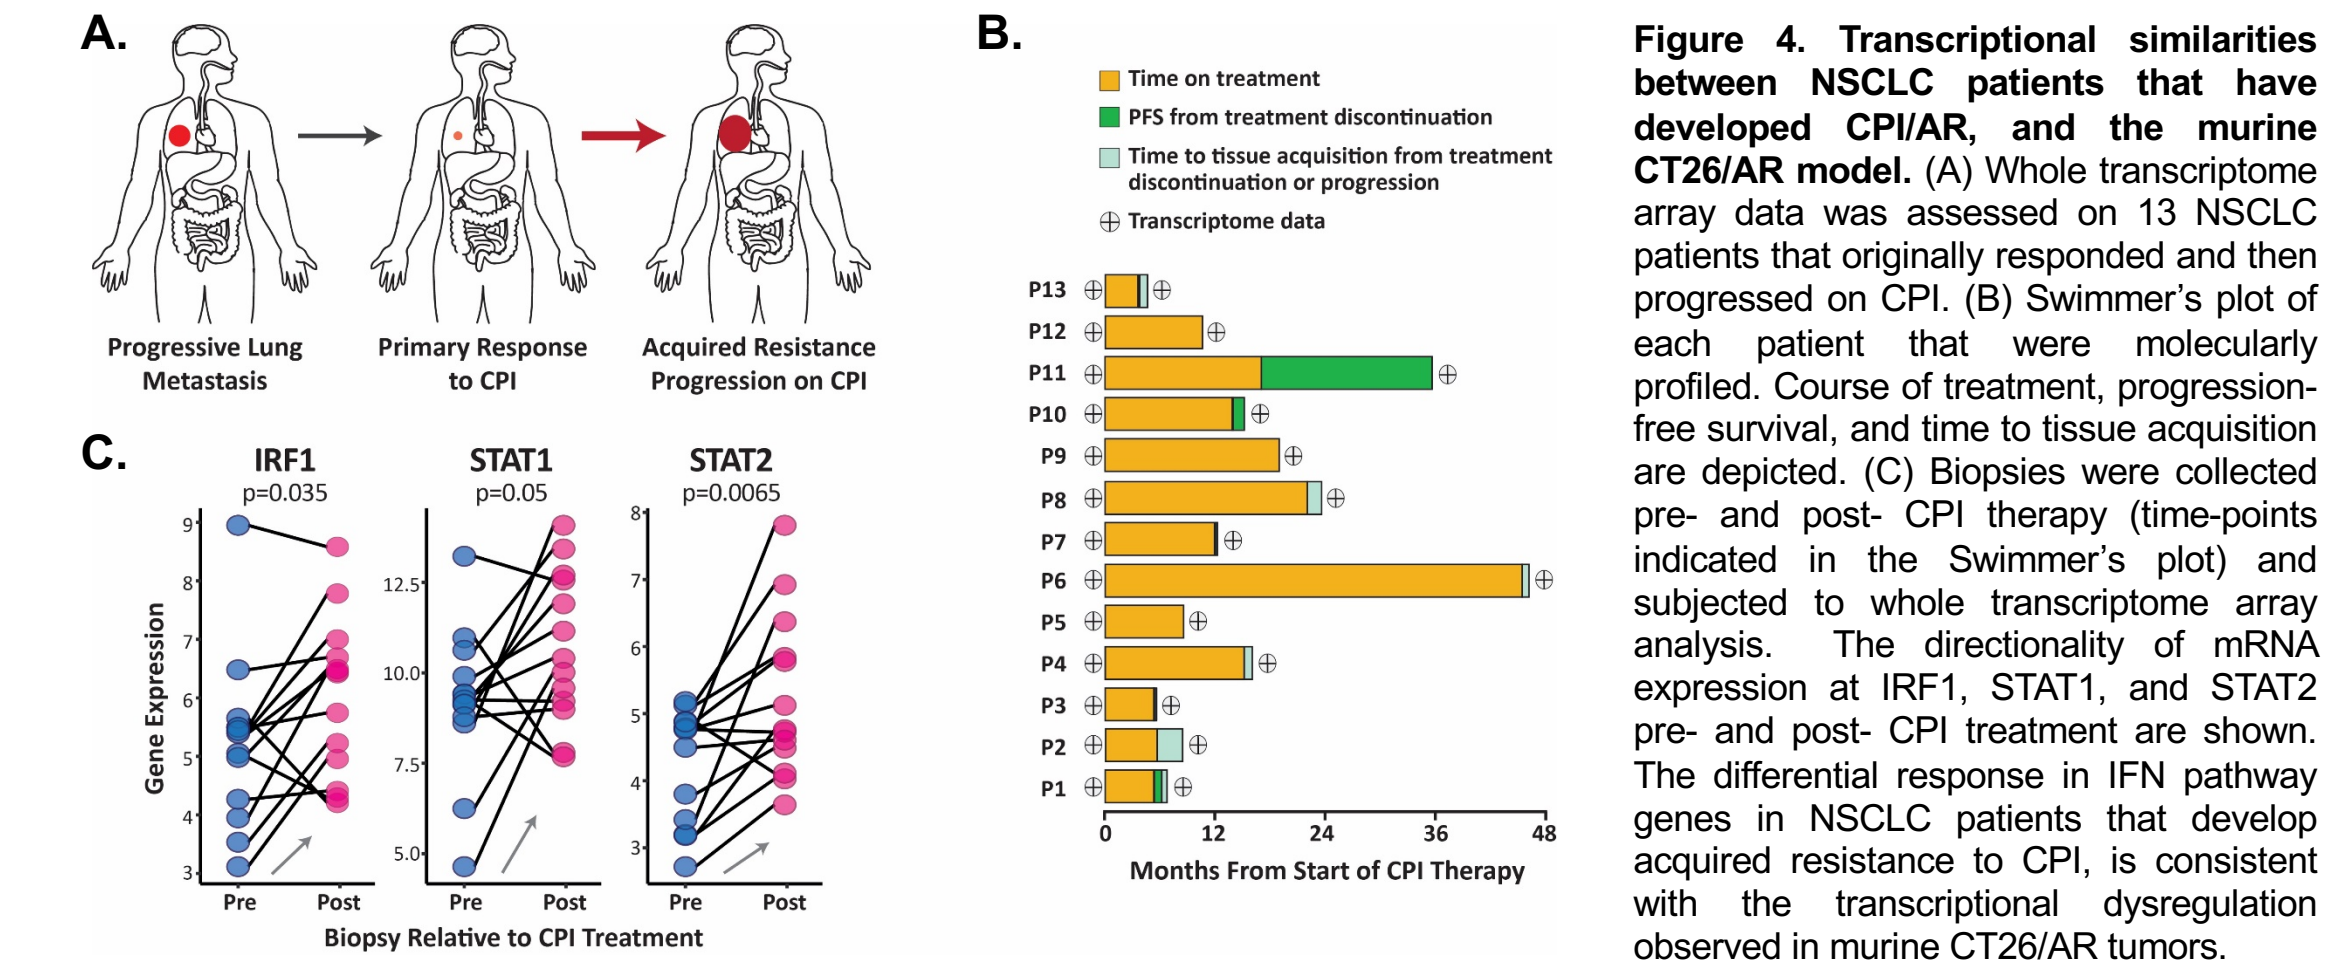 A.
Progressive Lung
Metastasis
Primary Response
to CPI
Acquired Resistance
Progression on CPI
B.
Time on treatment
PFS from treatment discontinuation
Time to tissue acquisition from treatment
discontinuation or progression
Transcriptome data
P13
P12
P11
P10
P9
P8
P7
P6
P5
P4
P3
P2
P1
0 12 24 36 48
Months From Start of CPI Therapy
C.
IRF1
p=0.035
STAT1
p=0.05
STAT2
p=0.0065
Gene Expression
9
8
7
6
5
4
3
12.5
10.0
7.5
5.0
8
7
6
5
4
3
Pre Post
Pre Post
Pre Post
Biopsy Relative to CPI Treatment
Figure 4. Transcriptional similarities
between NSCLC patients that have
developed CPI/AR, and the murine
CT26/AR model. (A) Whole transcriptome
array data was assessed on 13 NSCLC
patients that originally responded and then
progressed on CPI. (B) Swimmer's plot of
each patient that were molecularly
profiled. Course of treatment, progression-
free survival, and time to tissue acquisition
are depicted. (C) Biopsies were collected
pre- and post- CPI therapy (time-points
indicated in the Swimmer's plot) and
subjected to whole transcriptome array
analysis. The directionality of mRNA
expression at IRF1, STAT1, and STAT2
pre- and post- CPI treatment are shown.
The differential response in IFN pathway
genes in NSCLC patients that develop
acquired resistance to CPI, is consistent
with the transcriptional dysregulation
observed in murine CT26/AR tumors.